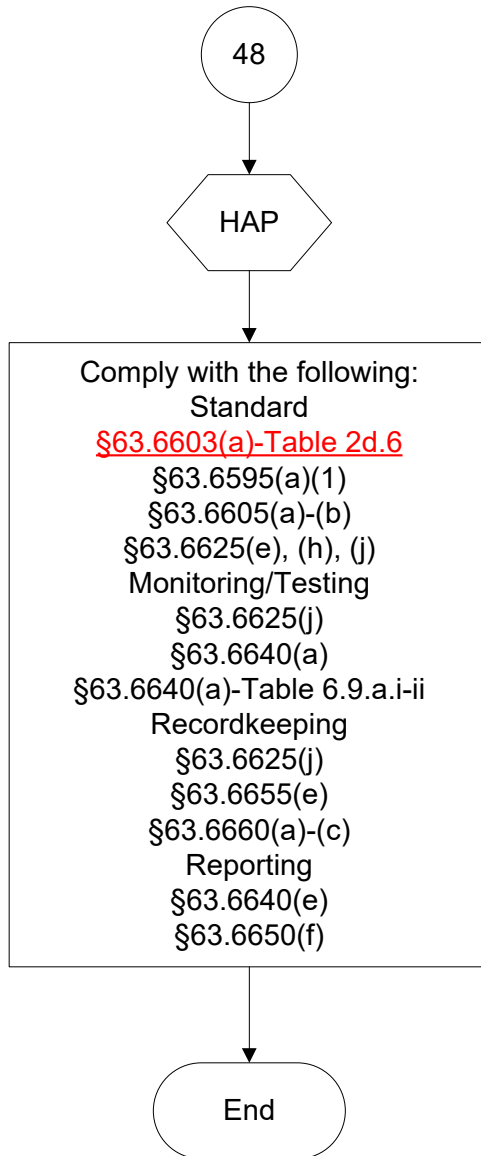 48
HAP
Comply with the following:
Standard
§63.6603(a)-Table 2d.6
§63.6595(a)(1)
§63.6605(a)-(b)
§63.6625(e), (h), (j)
Monitoring/Testing
§63.6625(j)
§63.6640(a)
§63.6640(a)-Table 6.9.a.i-ii
Recordkeeping
§63.6625(j)
§63.6655(e)
§63.6660(a)-(c)
Reporting
§63.6640(e)
§63.6650(f)
End